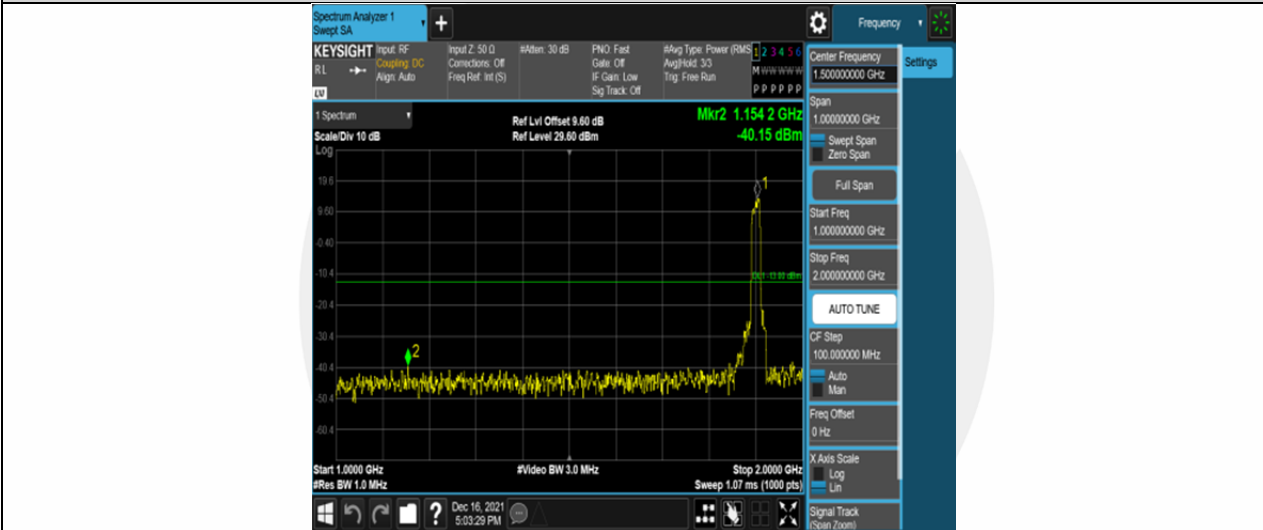 Spectrum Analyzer 1
Swept SA
+
Frequency
KEYSIGHT
RL
LV
Input: RF
Coupling: DC
Align: Auto
Input Z: 50 Ω
Corrections: Off
Freq Ref: Int (S)
#Atten: 30 dB
PNO: Fast
Gate: Off
IF Gain: Low
Sig Track: Off
#Avg Type: Power (RMS
Avg|Hold: 3/3
Trig: Free Run
1 2 3 4 5 6
M W W W W W
P P P P P P
1 Spectrum
Scale/Div 10 dB
Ref Lvl Offset 9.60 dB
Ref Level 29.60 dBm
Mkr2 1.154 2 GHz
-40.15 dBm
Log
19.6
9.60
-0.40
-10.4
-20.4
-30.4
-40.4
-50.4
-60.4
1
2
DL1 -13.00 dBm
Start 1.0000 GHz
#Res BW 1.0 MHz
#Video BW 3.0 MHz
Stop 2.0000 GHz
Sweep 1.07 ms (1000 pts)
Center Frequency
1.500000000 GHz
Settings
Span
1.00000000 GHz
Swept Span
Zero Span
Full Span
Start Freq
1.000000000 GHz
Stop Freq
2.000000000 GHz
AUTO TUNE
CF Step
100.000000 MHz
Auto
Man
Freq Offset
0 Hz
X Axis Scale
Log
Lin
Signal Track
(Span Zoom)
?
Dec 16, 2021
5:03:29 PM